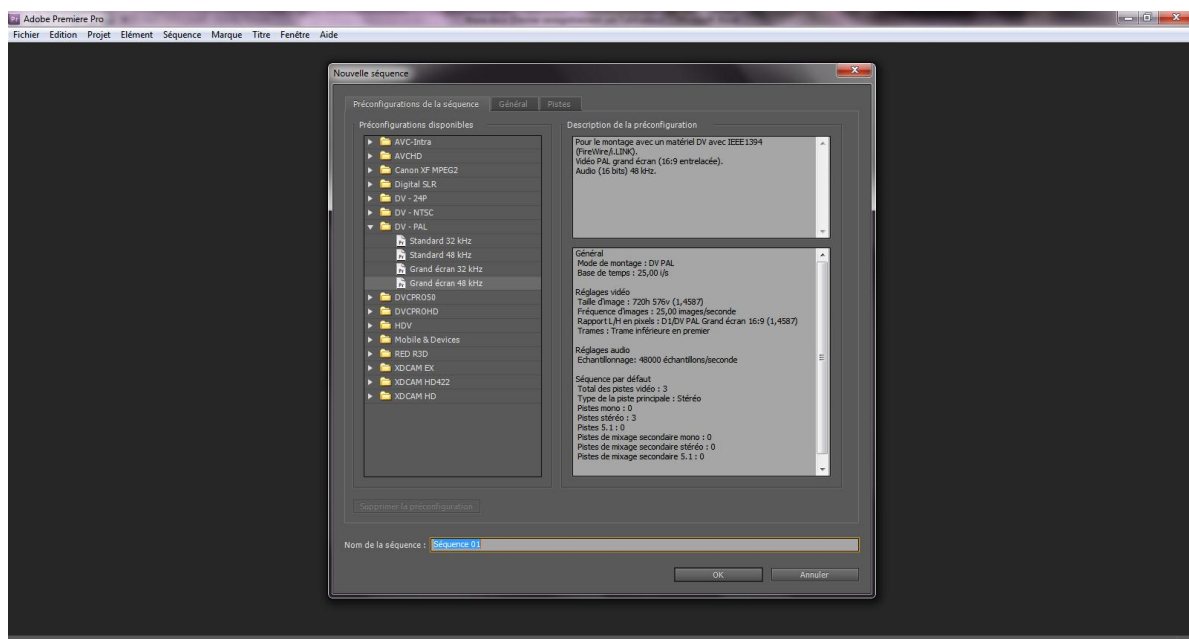 Adobe Premiere Pro
Fichier Edition Projet Elément Séquence Marque Titre Fenêtre Aide
Nouvelle séquence
Préconfigurations de la séquence Général Pistes
Préconfigurations disponibles
AVC-Intra
AVCHD
Canon XF MPEG2
Digital SLR
DV - 24P
DV - NTSC
DV - PAL
Standard 32 kHz
Standard 48 kHz
Grand écran 32 kHz
Grand écran 48 kHz
DVCPRO50
DVCPROHD
HDV
Mobile & Devices
RED R3D
XDCAM EX
XDCAM HD422
XDCAM HD
Description de la préconfiguration
Pour le montage avec un matériel DV avec IEEE1394
(FireWire/i.LINK).
Vidéo PAL grand écran (16:9 entrelacée).
Audio (16 bits) 48 kHz.
Général
Mode de montage : DV PAL
Base de temps : 25,00 i/s
Réglages vidéo
Taille d'image : 720h 576v (1,4587)
Fréquence d'images : 25,00 images/seconde
Rapport L/H en pixels : D1/DV PAL Grand écran 16:9 (1,4587)
Trames : Trame inférieure en premier
Réglages audio
Echantillonnage: 48000 échantillons/seconde
Séquence par défaut
Total des pistes vidéo : 3
Type de la piste principale : Stéréo
Pistes mono : 0
Pistes stéréo : 3
Pistes 5.1 : 0
Pistes de mixage secondaire mono : 0
Pistes de mixage secondaire stéréo : 0
Pistes de mixage secondaire 5.1 : 0
Supprimer la préconfiguration
Nom de la séquence : Séquence 01
OK Annuler